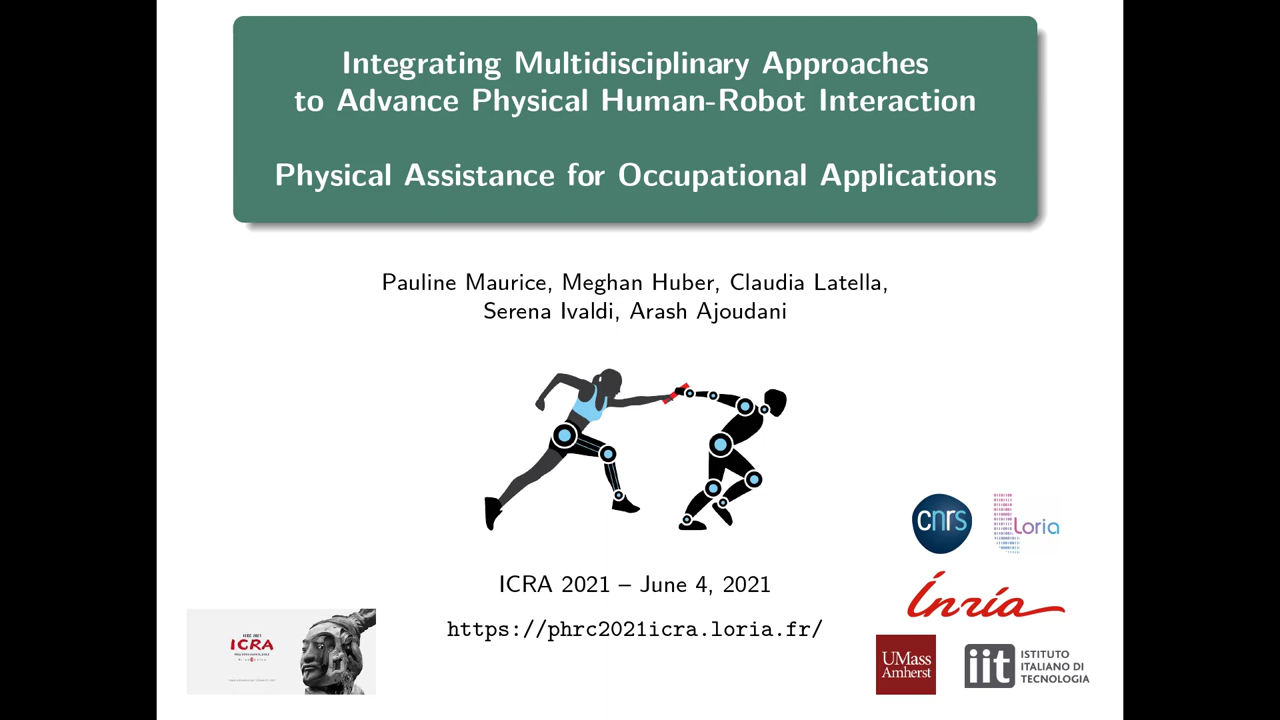 Integrating Multidisciplinary Approaches
to Advance Physical Human-Robot Interaction
Physical Assistance for Occupational Applications
Pauline Maurice, Meghan Huber, Claudia Latella,
Serena Ivaldi, Arash Ajoudani
ICRA 2021 – June 4, 2021
https://phrc2021icra.loria.fr/
ICRA
cnrs
Loria
Inría
UMass
Amherst
iit
ISTITUTO
ITALIANO DI
TECNOLOGIA